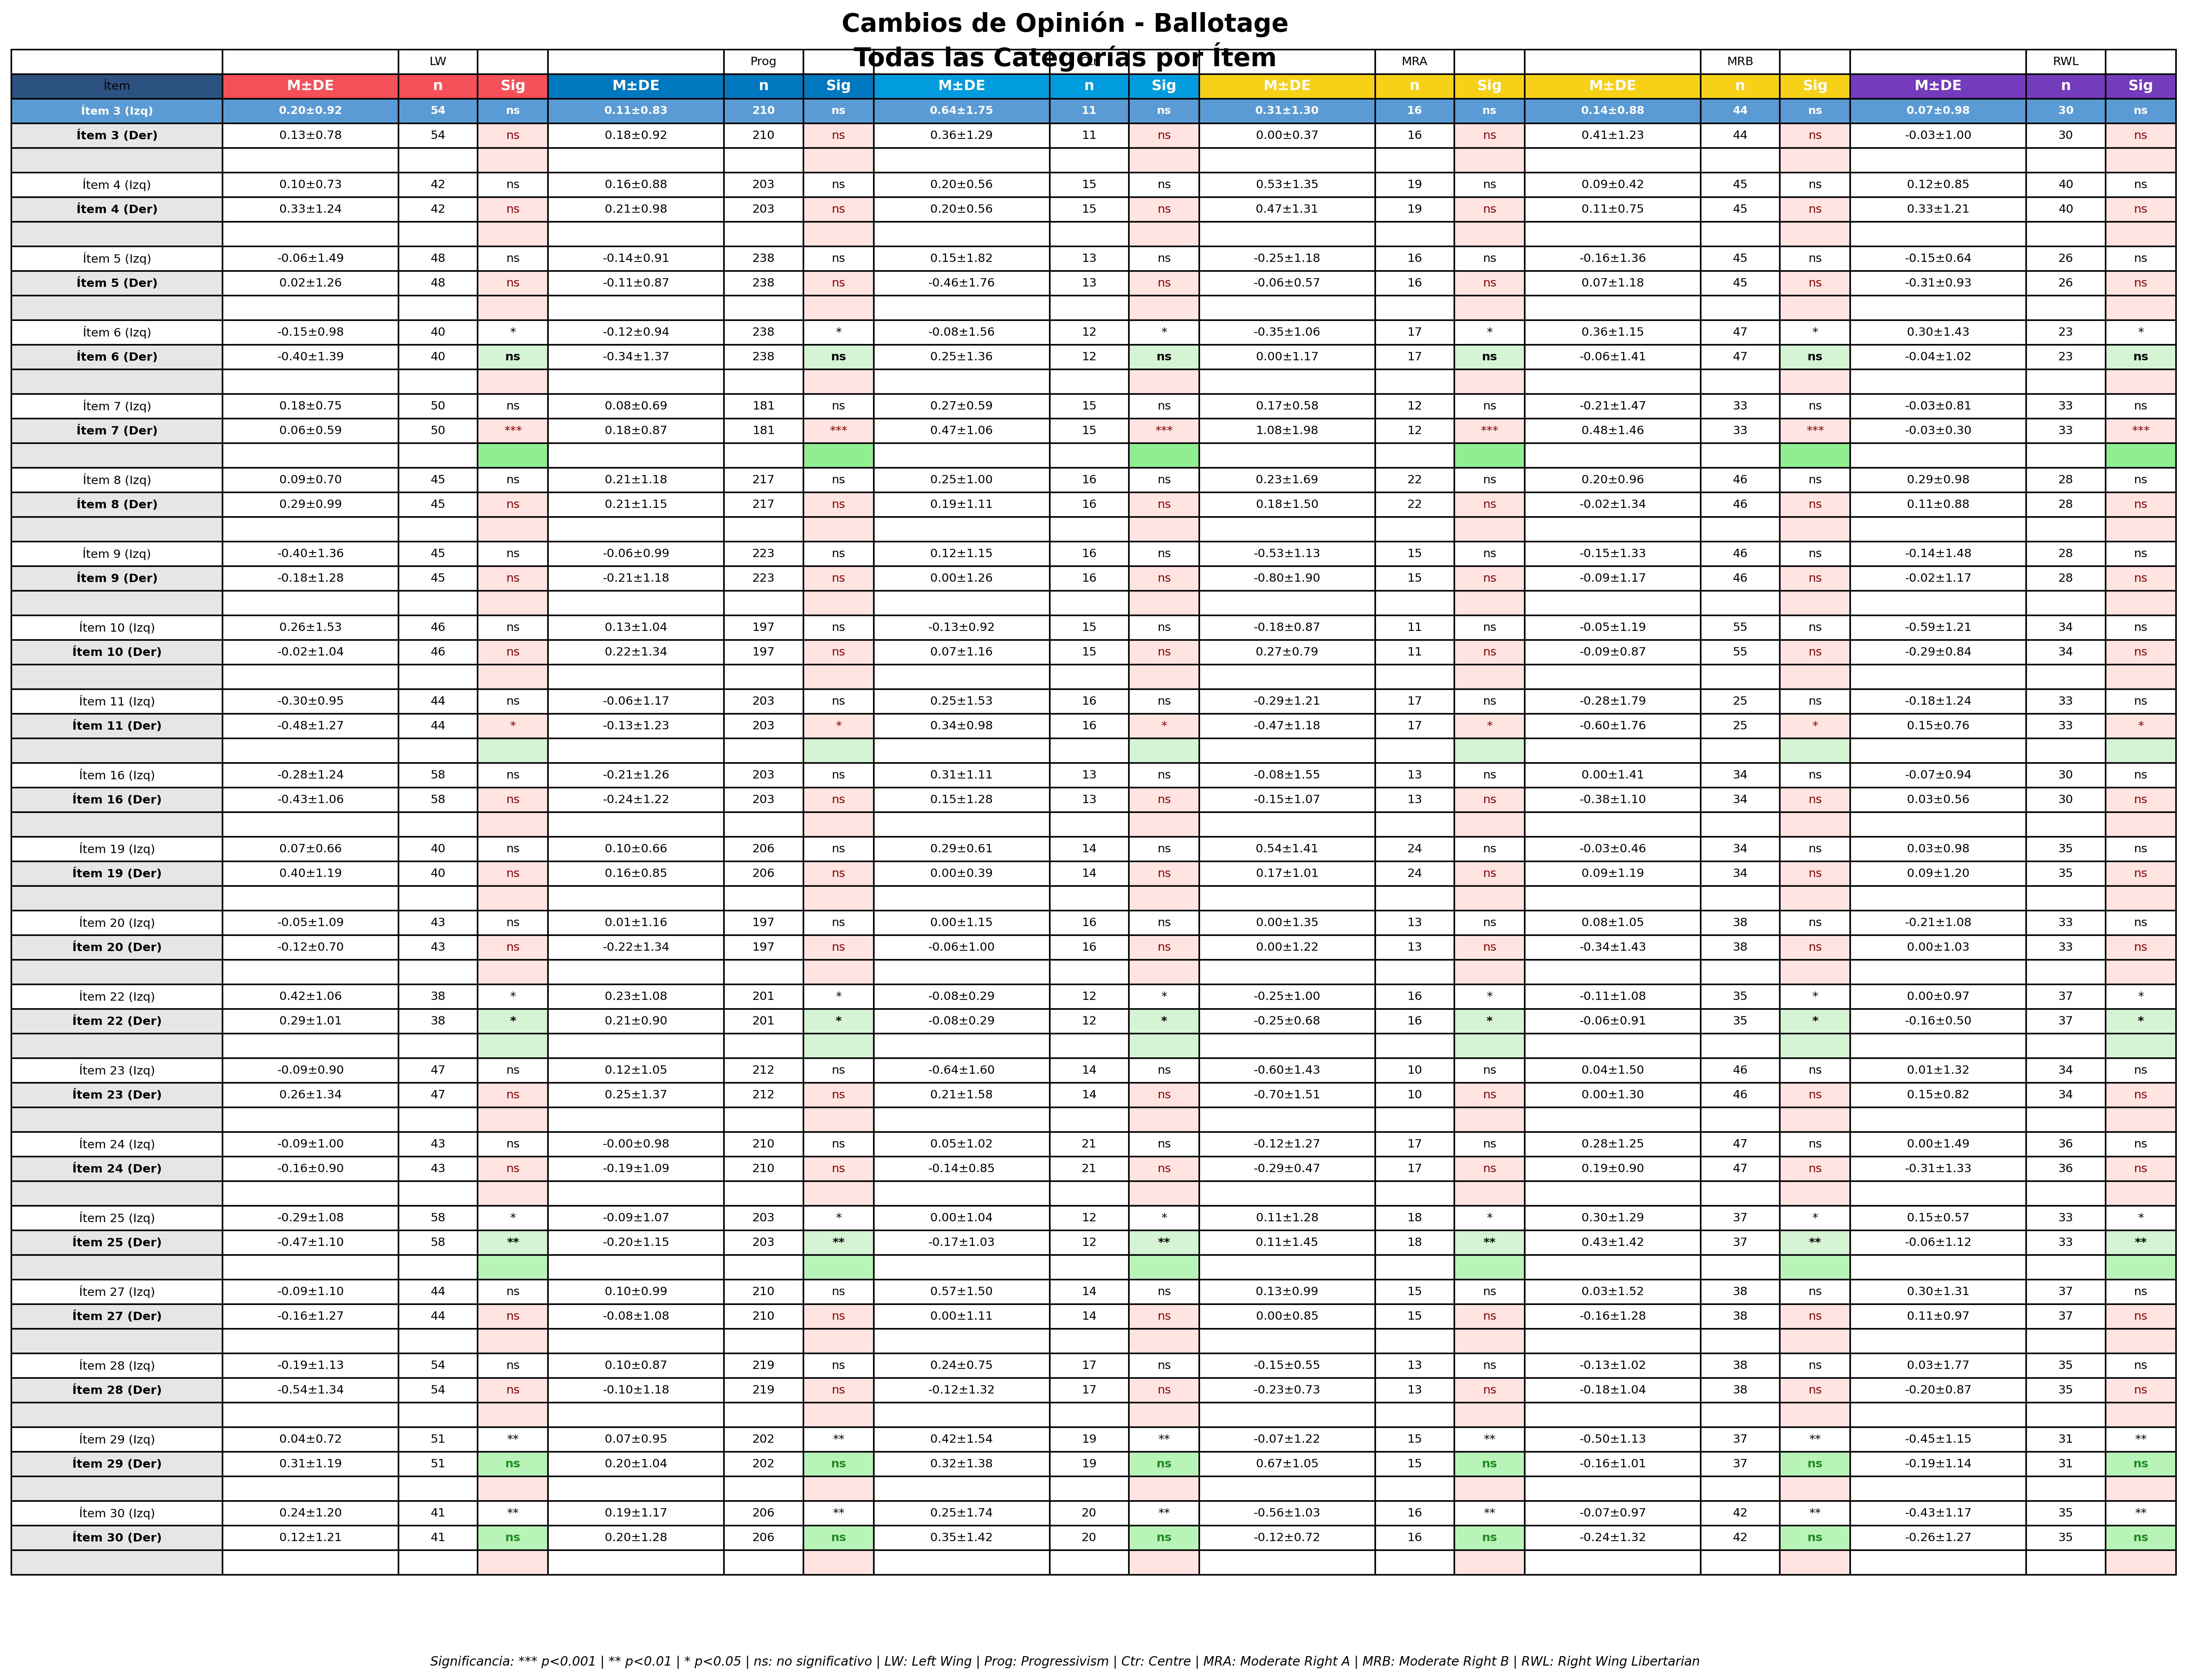 Cambios de Opinión - Ballotage
Todas las Categorías por Ítem
LW Prog Ctr MRA MRB RWL
Ítem M±DE n Sig M±DE n Sig M±DE n Sig M±DE n Sig M±DE n Sig M±DE n Sig
Ítem 3 (Izq) 0.20±0.92 54 ns 0.11±0.83 210 ns 0.64±1.75 11 ns 0.31±1.30 16 ns 0.14±0.88 44 ns 0.07±0.98 30 ns
Ítem 3 (Der) 0.13±0.78 54 ns 0.18±0.92 210 ns 0.36±1.29 11 ns 0.00±0.37 16 ns 0.41±1.23 44 ns -0.03±1.00 30 ns
Ítem 4 (Izq) 0.10±0.73 42 ns 0.16±0.88 203 ns 0.20±0.56 15 ns 0.53±1.35 19 ns 0.09±0.42 45 ns 0.12±0.85 40 ns
Ítem 4 (Der) 0.33±1.24 42 ns 0.21±0.98 203 ns 0.20±0.56 15 ns 0.47±1.31 19 ns 0.11±0.75 45 ns 0.33±1.21 40 ns
Ítem 5 (Izq) -0.06±1.49 48 ns -0.14±0.91 238 ns 0.15±1.82 13 ns -0.25±1.18 16 ns -0.16±1.36 45 ns -0.15±0.64 26 ns
Ítem 5 (Der) 0.02±1.26 48 ns -0.11±0.87 238 ns -0.46±1.76 13 ns -0.06±0.57 16 ns 0.07±1.18 45 ns -0.31±0.93 26 ns
Ítem 6 (Izq) -0.15±0.98 40 * -0.12±0.94 238 * -0.08±1.56 12 * -0.35±1.06 17 * 0.36±1.15 47 * 0.30±1.43 23 *
Ítem 6 (Der) -0.40±1.39 40 ns -0.34±1.37 238 ns 0.25±1.36 12 ns 0.00±1.17 17 ns -0.06±1.41 47 ns -0.04±1.02 23 ns
Ítem 7 (Izq) 0.18±0.75 50 ns 0.08±0.69 181 ns 0.27±0.59 15 ns 0.17±0.58 12 ns -0.21±1.47 33 ns -0.03±0.81 33 ns
Ítem 7 (Der) 0.06±0.59 50 *** 0.18±0.87 181 *** 0.47±1.06 15 *** 1.08±1.98 12 *** 0.48±1.46 33 *** -0.03±0.30 33 ***
Ítem 8 (Izq) 0.09±0.70 45 ns 0.21±1.18 217 ns 0.25±1.00 16 ns 0.23±1.69 22 ns 0.20±0.96 46 ns 0.29±0.98 28 ns
Ítem 8 (Der) 0.29±0.99 45 ns 0.21±1.15 217 ns 0.19±1.11 16 ns 0.18±1.50 22 ns -0.02±1.34 46 ns 0.11±0.88 28 ns
Ítem 9 (Izq) -0.40±1.36 45 ns -0.06±0.99 223 ns 0.12±1.15 16 ns -0.53±1.13 15 ns -0.15±1.33 46 ns -0.14±1.48 28 ns
Ítem 9 (Der) -0.18±1.28 45 ns -0.21±1.18 223 ns 0.00±1.26 16 ns -0.80±1.90 15 ns -0.09±1.17 46 ns -0.02±1.17 28 ns
Ítem 10 (Izq) 0.26±1.53 46 ns 0.13±1.04 197 ns -0.13±0.92 15 ns -0.18±0.87 11 ns -0.05±1.19 55 ns -0.59±1.21 34 ns
Ítem 10 (Der) -0.02±1.04 46 ns 0.22±1.34 197 ns 0.07±1.16 15 ns 0.27±0.79 11 ns -0.09±0.87 55 ns -0.29±0.84 34 ns
Ítem 11 (Izq) -0.30±0.95 44 ns -0.06±1.17 203 ns 0.25±1.53 16 ns -0.29±1.21 17 ns -0.28±1.79 25 ns -0.18±1.24 33 ns
Ítem 11 (Der) -0.48±1.27 44 * -0.13±1.23 203 * 0.34±0.98 16 * -0.47±1.18 17 * -0.60±1.76 25 * 0.15±0.76 33 *
Ítem 16 (Izq) -0.28±1.24 58 ns -0.21±1.26 203 ns 0.31±1.11 13 ns -0.08±1.55 13 ns 0.00±1.41 34 ns -0.07±0.94 30 ns
Ítem 16 (Der) -0.43±1.06 58 ns -0.24±1.22 203 ns 0.15±1.28 13 ns -0.15±1.07 13 ns -0.38±1.10 34 ns 0.03±0.56 30 ns
Ítem 19 (Izq) 0.07±0.66 40 ns 0.10±0.66 206 ns 0.29±0.61 14 ns 0.54±1.41 24 ns -0.03±0.46 34 ns 0.03±0.98 35 ns
Ítem 19 (Der) 0.40±1.19 40 ns 0.16±0.85 206 ns 0.00±0.39 14 ns 0.17±1.01 24 ns 0.09±1.19 34 ns 0.09±1.20 35 ns
Ítem 20 (Izq) -0.05±1.09 43 ns 0.01±1.16 197 ns 0.00±1.15 16 ns 0.00±1.35 13 ns 0.08±1.05 38 ns -0.21±1.08 33 ns
Ítem 20 (Der) -0.12±0.70 43 ns -0.22±1.34 197 ns -0.06±1.00 16 ns 0.00±1.22 13 ns -0.34±1.43 38 ns 0.00±1.03 33 ns
Ítem 22 (Izq) 0.42±1.06 38 * 0.23±1.08 201 * -0.08±0.29 12 * -0.25±1.00 16 * -0.11±1.08 35 * 0.00±0.97 37 *
Ítem 22 (Der) 0.29±1.01 38 * 0.21±0.90 201 * -0.08±0.29 12 * -0.25±0.68 16 * -0.06±0.91 35 * -0.16±0.50 37 *
Ítem 23 (Izq) -0.09±0.90 47 ns 0.12±1.05 212 ns -0.64±1.60 14 ns -0.60±1.43 10 ns 0.04±1.50 46 ns 0.01±1.32 34 ns
Ítem 23 (Der) 0.26±1.34 47 ns 0.25±1.37 212 ns 0.21±1.58 14 ns -0.70±1.51 10 ns 0.00±1.30 46 ns 0.15±0.82 34 ns
Ítem 24 (Izq) -0.09±1.00 43 ns -0.00±0.98 210 ns 0.05±1.02 21 ns -0.12±1.27 17 ns 0.28±1.25 47 ns 0.00±1.49 36 ns
Ítem 24 (Der) -0.16±0.90 43 ns -0.19±1.09 210 ns -0.14±0.85 21 ns -0.29±0.47 17 ns 0.19±0.90 47 ns -0.31±1.33 36 ns
Ítem 25 (Izq) -0.29±1.08 58 * -0.09±1.07 203 * 0.00±1.04 12 * 0.11±1.28 18 * 0.30±1.29 37 * 0.15±0.57 33 *
Ítem 25 (Der) -0.47±1.10 58 ** -0.20±1.15 203 ** -0.17±1.03 12 ** 0.11±1.45 18 ** 0.43±1.42 37 ** -0.06±1.12 33 **
Ítem 27 (Izq) -0.09±1.10 44 ns 0.10±0.99 210 ns 0.57±1.50 14 ns 0.13±0.99 15 ns 0.03±1.52 38 ns 0.30±1.31 37 ns
Ítem 27 (Der) -0.16±1.27 44 ns -0.08±1.08 210 ns 0.00±1.11 14 ns 0.00±0.85 15 ns -0.16±1.28 38 ns 0.11±0.97 37 ns
Ítem 28 (Izq) -0.19±1.13 54 ns 0.10±0.87 219 ns 0.24±0.75 17 ns -0.15±0.55 13 ns -0.13±1.02 38 ns 0.03±1.77 35 ns
Ítem 28 (Der) -0.54±1.34 54 ns -0.10±1.18 219 ns -0.12±1.32 17 ns -0.23±0.73 13 ns -0.18±1.04 38 ns -0.20±0.87 35 ns
Ítem 29 (Izq) 0.04±0.72 51 ** 0.07±0.95 202 ** 0.42±1.54 19 ** -0.07±1.22 15 ** -0.50±1.13 37 ** -0.45±1.15 31 **
Ítem 29 (Der) 0.31±1.19 51 ns 0.20±1.04 202 ns 0.32±1.38 19 ns 0.67±1.05 15 ns -0.16±1.01 37 ns -0.19±1.14 31 ns
Ítem 30 (Izq) 0.24±1.20 41 ** 0.19±1.17 206 ** 0.25±1.74 20 ** -0.56±1.03 16 ** -0.07±0.97 42 ** -0.43±1.17 35 **
Ítem 30 (Der) 0.12±1.21 41 ns 0.20±1.28 206 ns 0.35±1.42 20 ns -0.12±0.72 16 ns -0.24±1.32 42 ns -0.26±1.27 35 ns
Significancia: *** p<0.001 | ** p<0.01 | * p<0.05 | ns: no significativo | LW: Left Wing | Prog: Progressivism | Ctr: Centre | MRA: Moderate Right A | MRB: Moderate Right B | RWL: Right Wing Libertarian